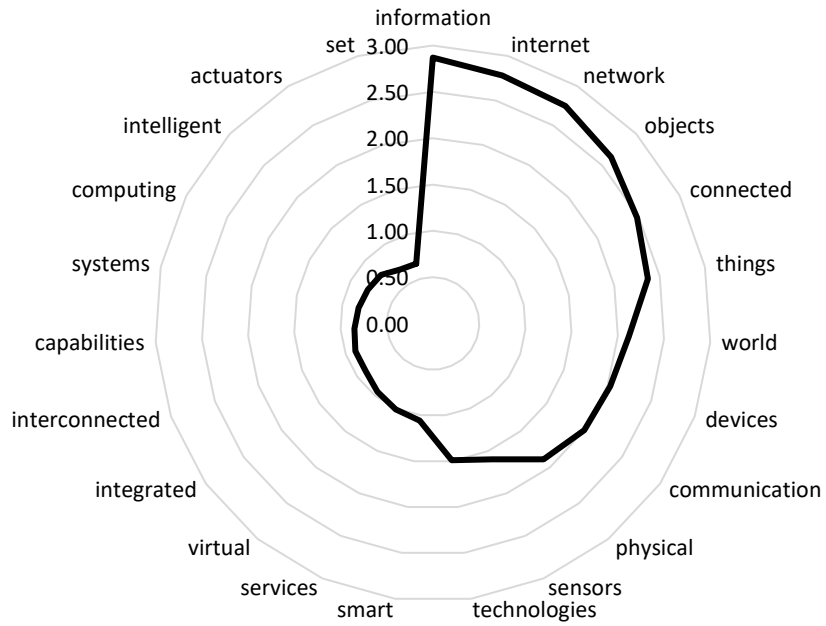 information
set
3.00
internet
actuators
network
2.50
intelligent
objects
2.00
computing
connected
1.50
1.00
systems
things
0.50
0.00
capabilities
world
interconnected
devices
integrated
communication
virtual
physical
services
sensors
smart
technologies